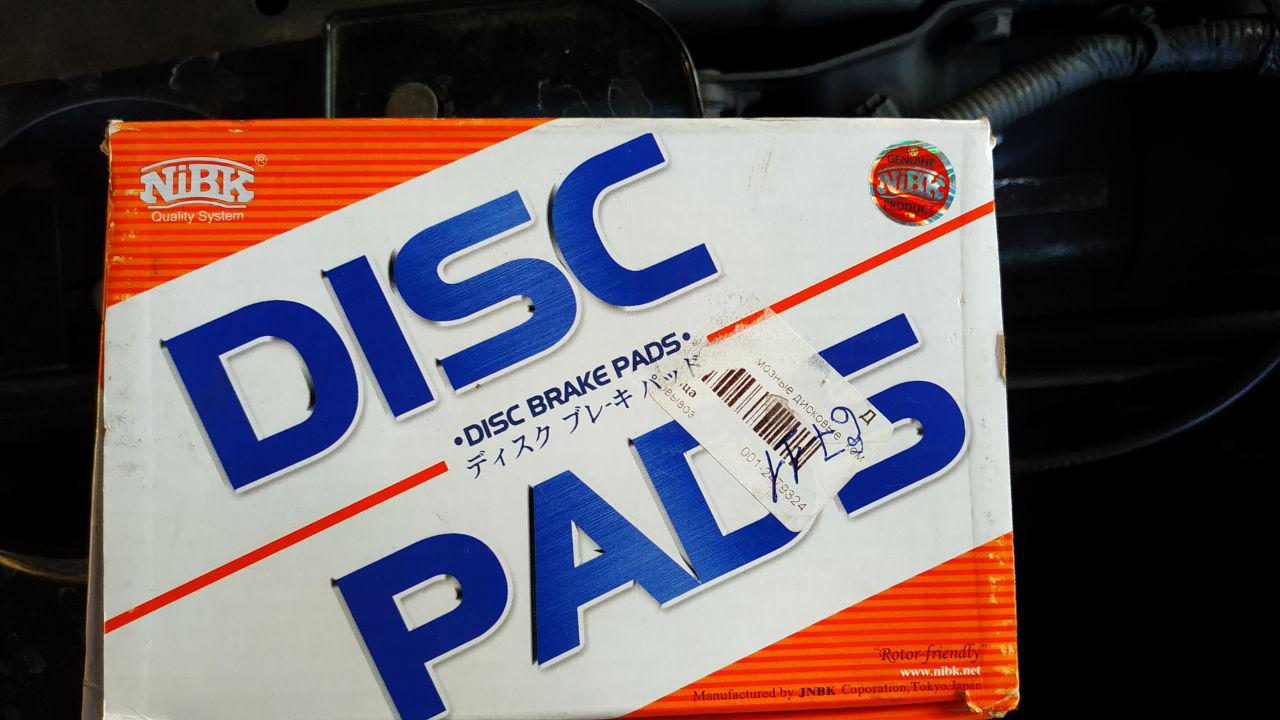 NiBK®
Quality System
GENUINE
NiBK
PRODUCT
DISC
•DISC BRAKE PADS•
ディスク ブレーキ パッド
PADS
мозные дисковые
ывоз
"Rotor-friendly"
www.nibk.net
Manufactured by JNBK Coporation,Tokyo,Japan